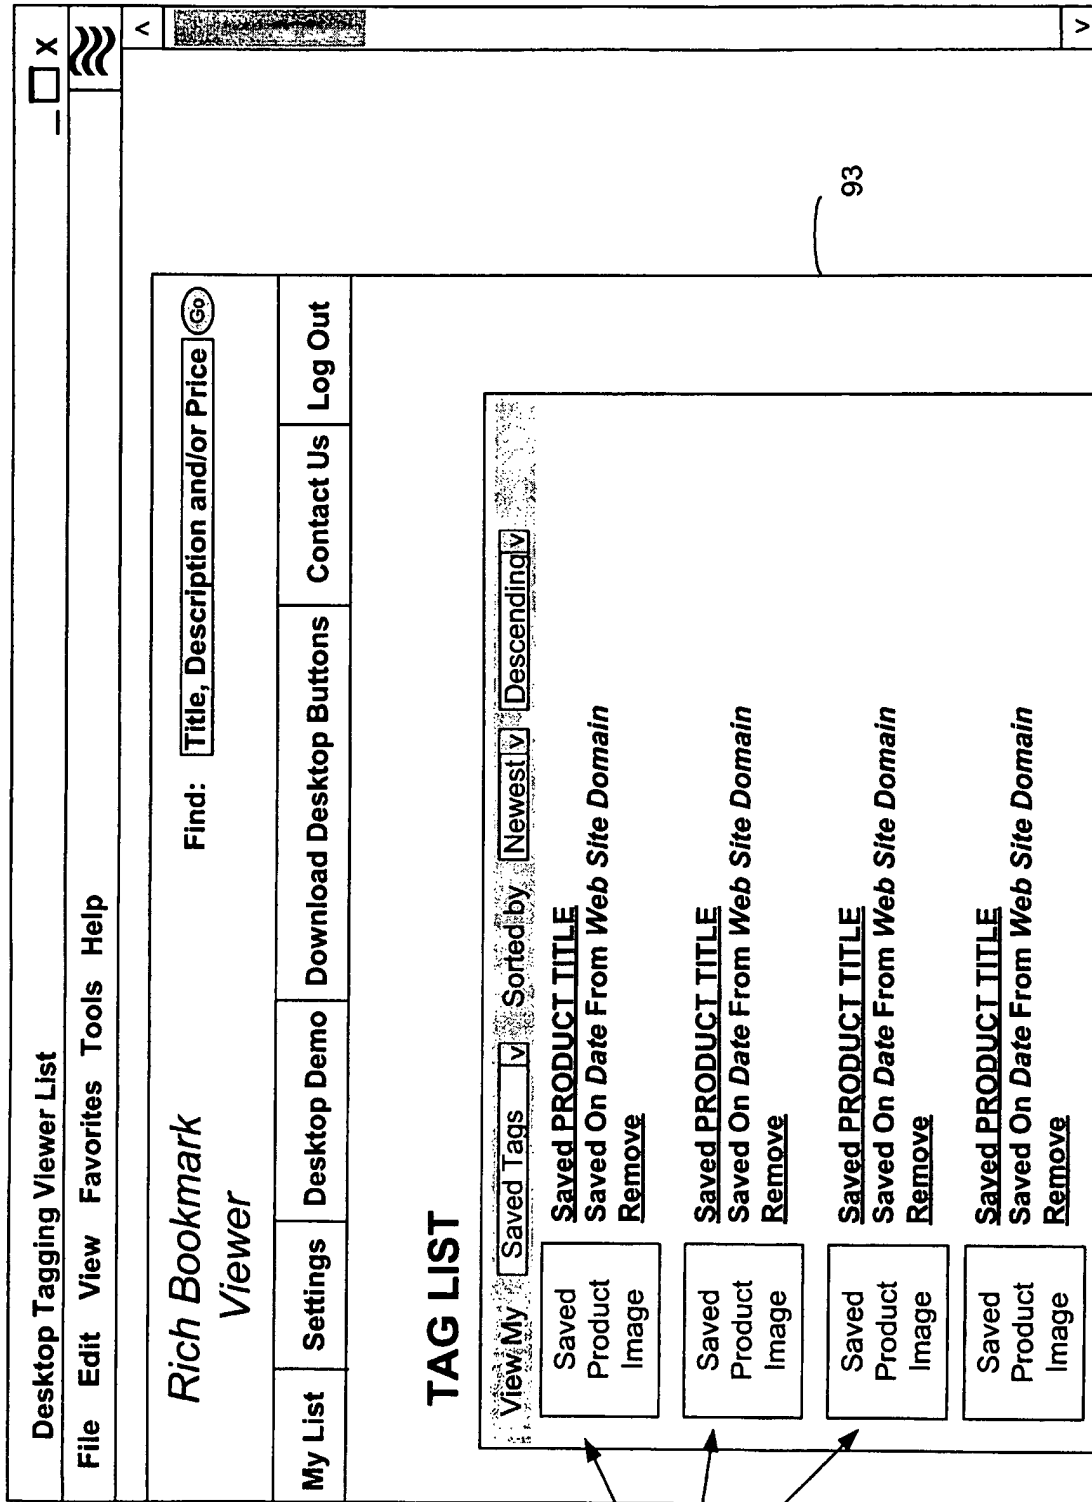 Desktop Tagging Viewer List _ □ X
File Edit View Favorites Tools Help
Rich Bookmark
Viewer
Find: Title, Description and/or Price Go
My List Settings Desktop Demo Download Desktop Buttons Contact Us Log Out
TAG LIST
View My Saved Tags v Sorted by Newest v Descending v
Saved
Product
Image
Saved PRODUCT TITLE
Saved On Date From Web Site Domain
Remove
Saved
Product
Image
Saved PRODUCT TITLE
Saved On Date From Web Site Domain
Remove
Saved
Product
Image
Saved PRODUCT TITLE
Saved On Date From Web Site Domain
Remove
Saved
Product
Image
Saved PRODUCT TITLE
Saved On Date From Web Site Domain
Remove
93